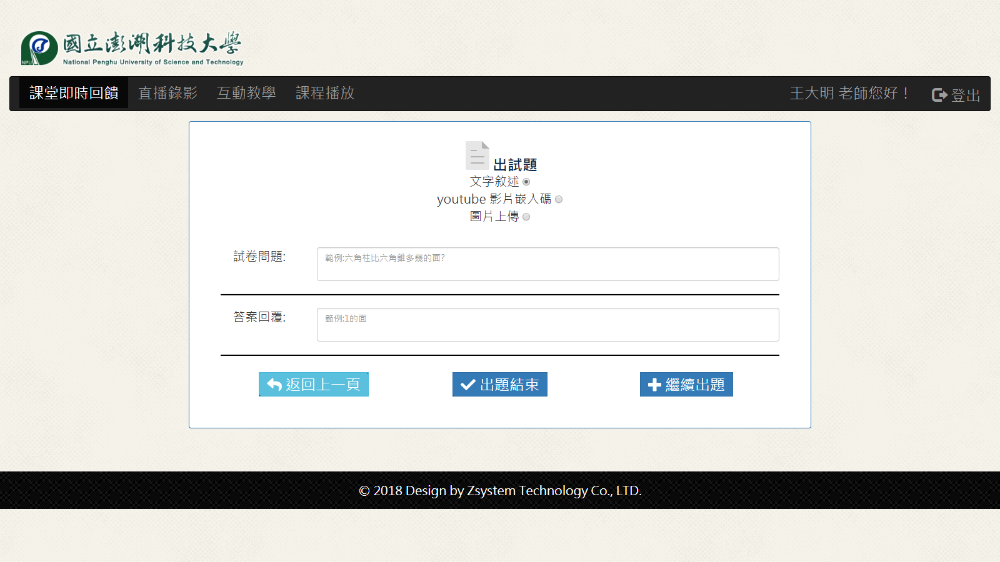 NPU
國立澎湖科技大學
National Penghu University of Science and Technology
課堂即時回饋 直播錄影 互動教學 課程播放 王大明 老師您好！ 登出
出試題
文字敘述
youtube 影片嵌入碼
圖片上傳
試卷問題:
範例:六角柱比六角錐多幾的面?
答案回覆:
範例:1的面
返回上一頁 出題結束 繼續出題
© 2018 Design by Zsystem Technology Co., LTD.